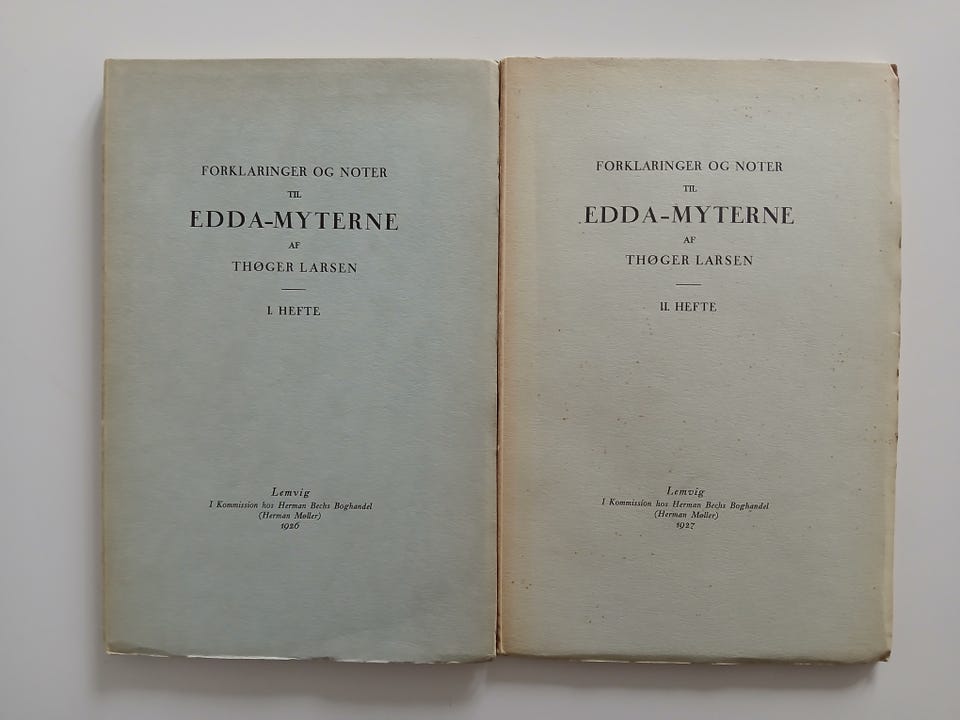 FORKLARINGER OG NOTER
TIL
EDDA-MYTERNE
AF
THØGER LARSEN
I. HEFTE
Lemvig
I Kommission hos Herman Bechs Boghandel
(Herman Møller)
1926
FORKLARINGER OG NOTER
TIL
EDDA-MYTERNE
AF
THØGER LARSEN
II. HEFTE
Lemvig
I Kommission hos Herman Bechs Boghandel
(Herman Møller)
1927